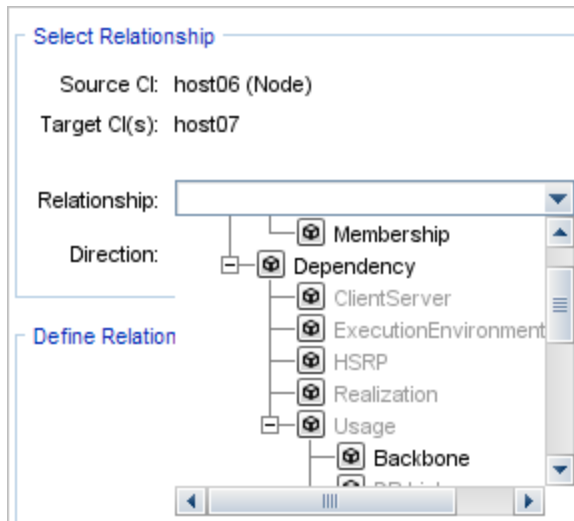 Select Relationship
Source CI: host06 (Node)
Target CI(s): host07
Relationship:
Membership
Direction:
Dependency
ClientServer
ExecutionEnvironment
Define Relation
HSRP
Realization
Usage
Backbone